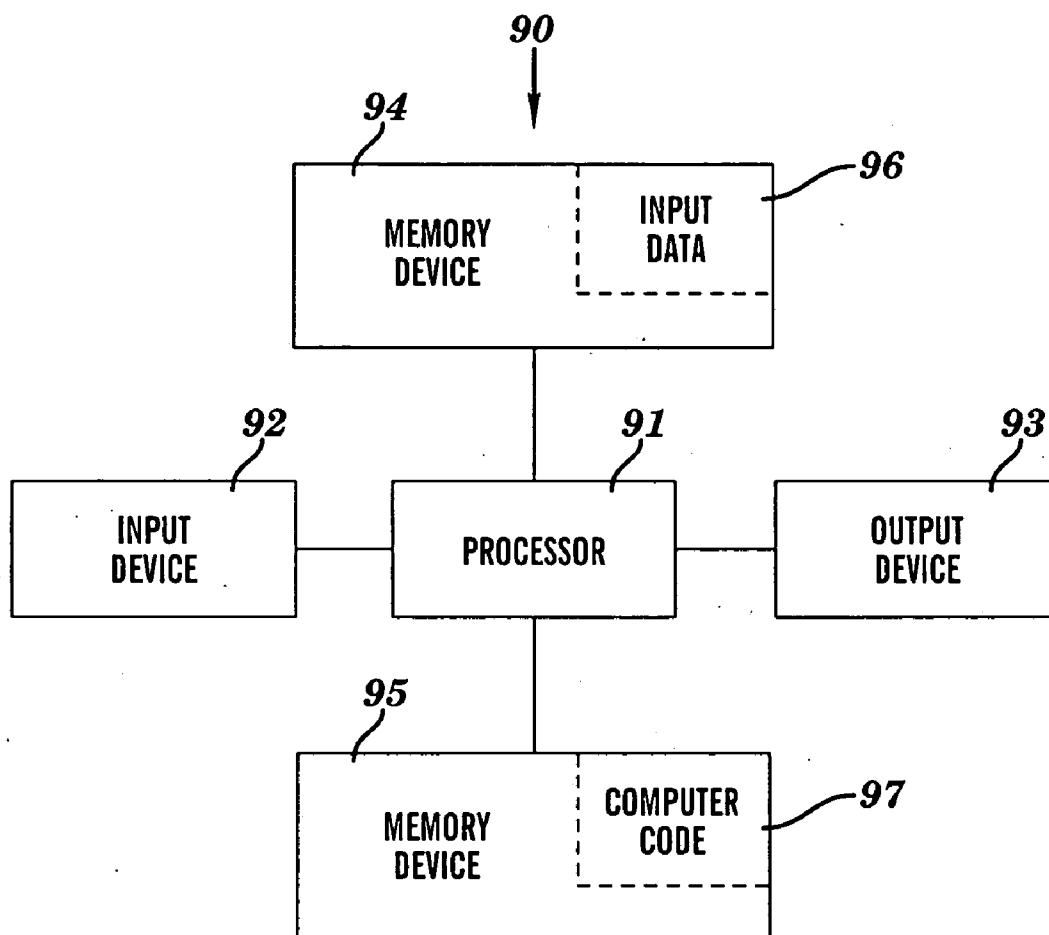 90
94
96
MEMORY
DEVICE
INPUT
DATA
92
91
93
INPUT
DEVICE
PROCESSOR
OUTPUT
DEVICE
95
97
MEMORY
DEVICE
COMPUTER
CODE